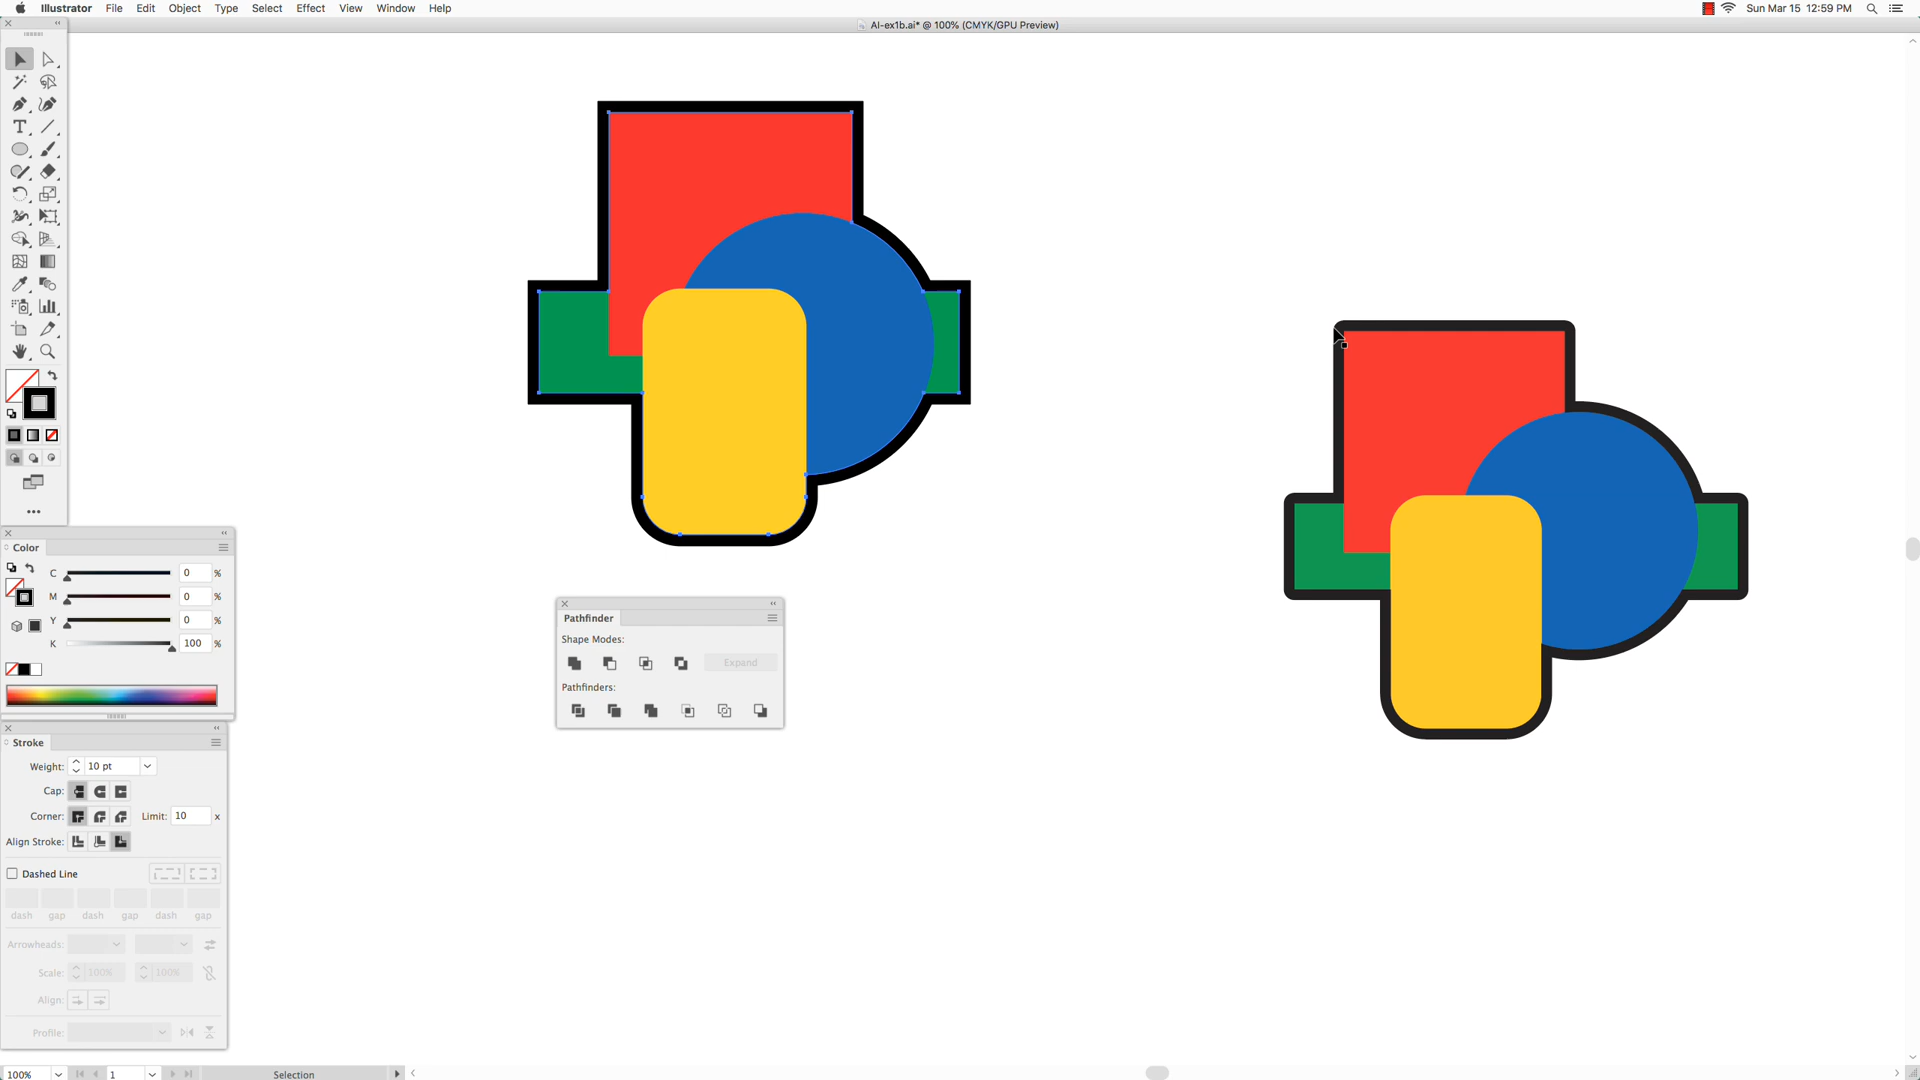 Illustrator File Edit Object Type Select Effect View Window Help Sun Mar 15 12:59 PM
AI-ex1b.ai* @ 100% (CMYK/GPU Preview)
Color
C 0 %
M 0 %
Y 0 %
K 100 %
Stroke
Weight: 10 pt
Cap:
Corner: Limit: 10 x
Align Stroke:
Dashed Line
dash gap dash gap dash gap
Arrowheads:
Scale: 100% 100%
Align:
Profile:
Pathfinder
Shape Modes:
Expand
Pathfinders:
100% 1 Selection